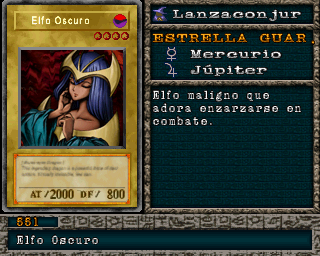 Elfo Oscuro
AT/2000 DF/ 800
Lanzaconjur
ESTRELLA GUAR.
Mercurio
Júpiter
Elfo maligno que
adora enzarzarse en
combate.
551
Elfo Oscuro